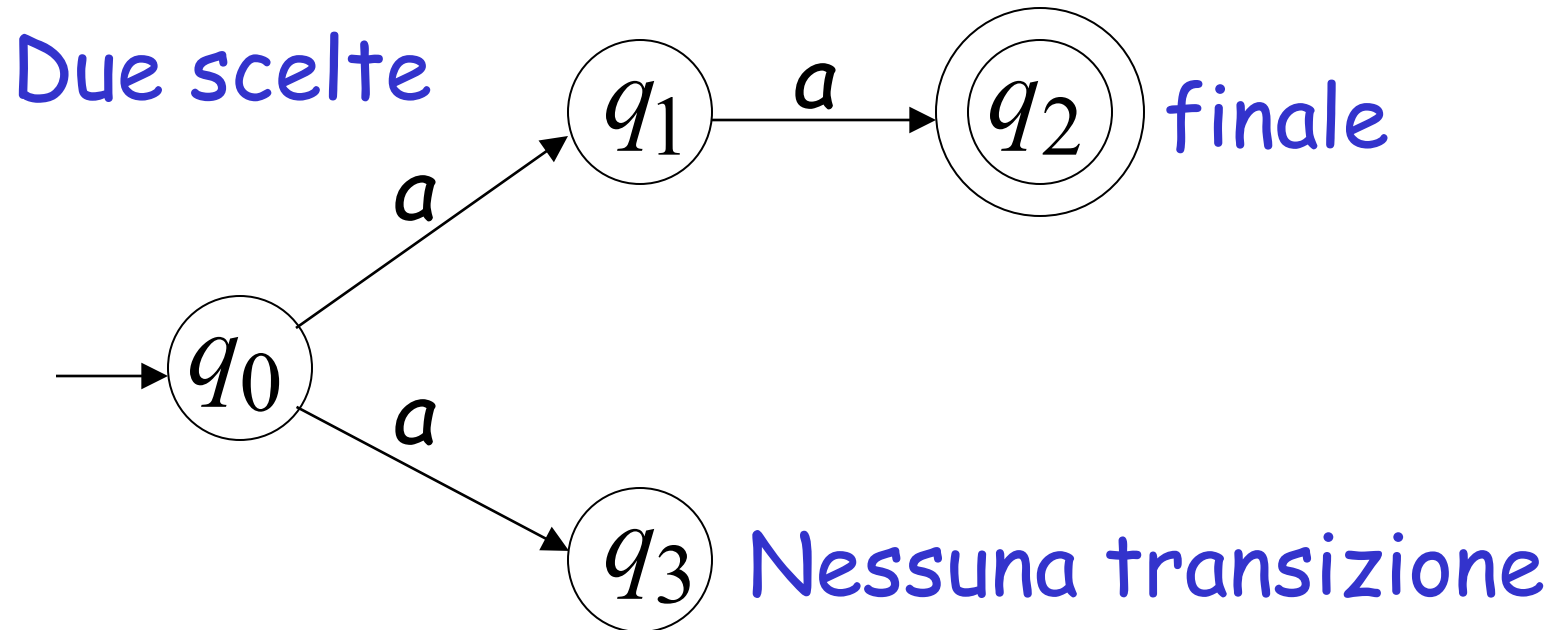 Due scelte
q1 a q2 finale
a
q0
a
q3 Nessuna transizione